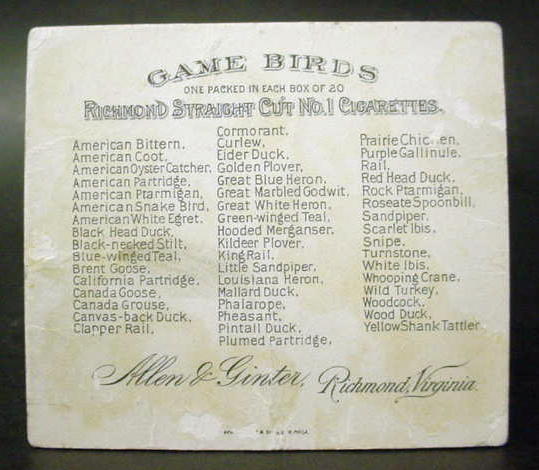 GAME BIRDS
ONE PACKED IN EACH BOX OF 20
RICHMOND STRAIGHT CUT No.1 CIGARETTES.
American Bittern.
American Coot.
American Oyster Catcher.
American Partridge.
American Ptarmigan.
American Snake Bird,
American White Egret.
Black Head Duck.
Black-necked Stilt,
Blue-winged Teal,
Brent Goose,
California Partridge,
Canada Goose,
Canada Grouse,
Canvas-back Duck,
Clapper Rail,
Cormorant,
Curlew,
Eider Duck,
Golden Plover,
Great Blue Heron,
Great Marbled Godwit,
Great White Heron,
Green-winged Teal,
Hooded Merganser,
Kildeer Plover,
King Rail,
Little Sandpiper,
Louisiana Heron,
Mallard Duck,
Phalarope,
Pheasant,
Pintail Duck,
Plumed Partridge,
Prairie Chicken,
Purple Gallinule,
Rail,
Red Head Duck,
Rock Ptarmigan,
Roseate Spoonbill,
Sandpiper,
Scarlet Ibis,
Snipe,
Turnstone,
White Ibis,
Whooping Crane,
Wild Turkey,
Woodcock,
Wood Duck,
Yellow Shank Tattler
Allen & Ginter, Richmond, Virginia.